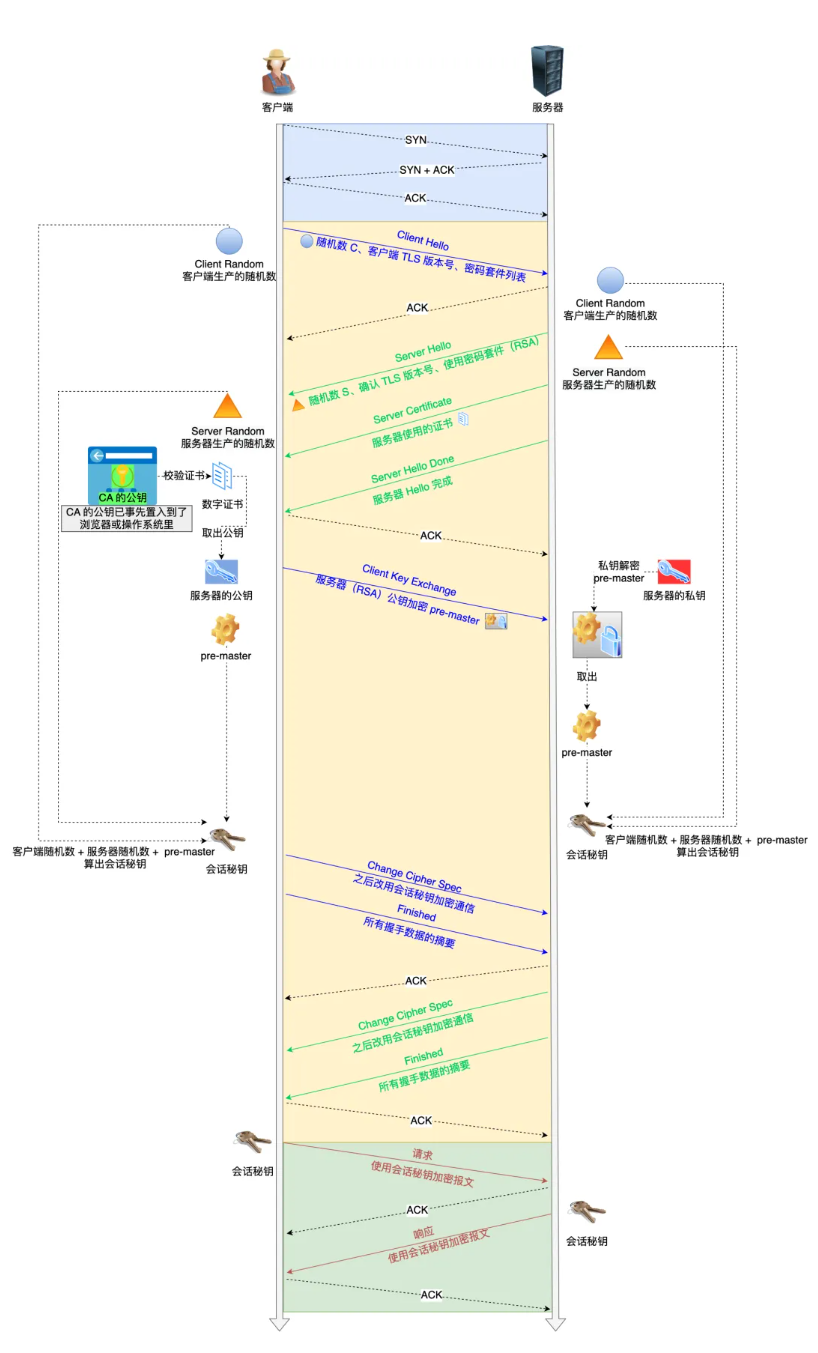 客户端
服务器
SYN
SYN + ACK
ACK
Client Hello
随机数 C、客户端 TLS 版本号、密码套件列表
Client Random
客户端生产的随机数
Client Random
客户端生产的随机数
ACK
Server Hello
随机数 S、确认 TLS 版本号、使用密码套件（RSA）
Server Random
服务器生产的随机数
Server Random
服务器生产的随机数
Server Certificate
服务器使用的证书
CA 的公钥
校验证书
数字证书
CA 的公钥已事先置入到了
浏览器或操作系统里
Server Hello Done
服务器 Hello 完成
取出公钥
ACK
服务器的公钥
Client Key Exchange
服务器（RSA）公钥加密 pre-master
私钥解密
pre-master
服务器的私钥
pre-master
取出
pre-master
客户端随机数 + 服务器随机数 + pre-master
算出会话秘钥
会话秘钥
会话秘钥
客户端随机数 + 服务器随机数 + pre-master
算出会话秘钥
Change Cipher Spec
之后改用会话秘钥加密通信
Finished
所有握手数据的摘要
ACK
Change Cipher Spec
之后改用会话秘钥加密通信
Finished
所有握手数据的摘要
ACK
会话秘钥
请求
使用会话秘钥加密报文
ACK
会话秘钥
响应
使用会话秘钥加密报文
ACK